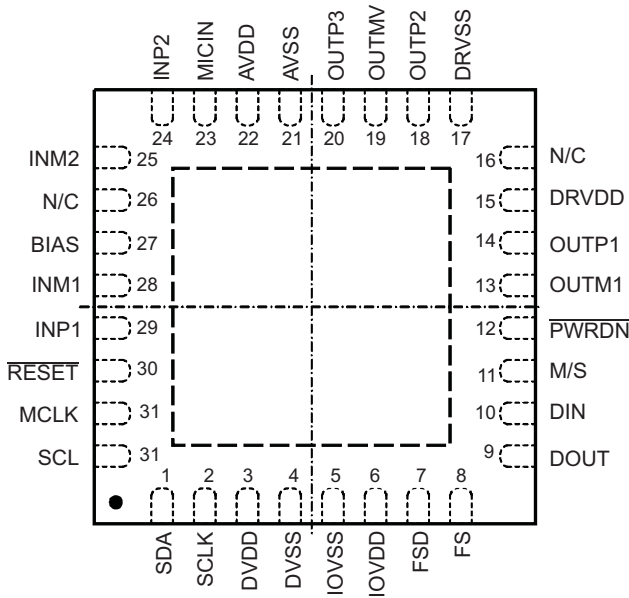 INP2 MICIN AVDD AVSS OUTP3 OUTMV OUTP2 DRVSS
24 23 22 21 20 19 18 17
INM2 25 16 N/C
N/C 26 15 DRVDD
BIAS 27 14 OUTP1
INM1 28 13 OUTM1
INP1 29 12 PWRDN
RESET 30 11 M/S
MCLK 31 10 DIN
SCL 31 9 DOUT
1 2 3 4 5 6 7 8
SDA SCLK DVDD DVSS IOVSS IOVDD FSD FS